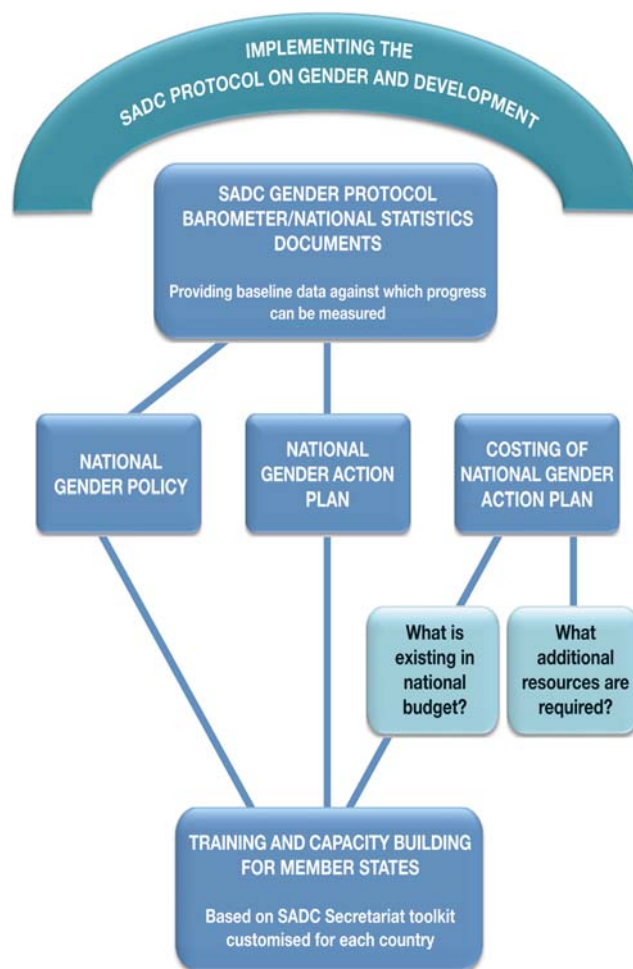 IMPLEMENTING THE
SADC PROTOCOL ON GENDER AND DEVELOPMENT
SADC GENDER PROTOCOL
BAROMETER/NATIONAL STATISTICS
DOCUMENTS
Providing baseline data against which progress
can be measured
NATIONAL
GENDER POLICY
NATIONAL
GENDER ACTION
PLAN
COSTING OF
NATIONAL GENDER
ACTION PLAN
What is
existing in
national
budget?
What
additional
resources are
required?
TRAINING AND CAPACITY BUILDING
FOR MEMBER STATES
Based on SADC Secretariat toolkit
customised for each country